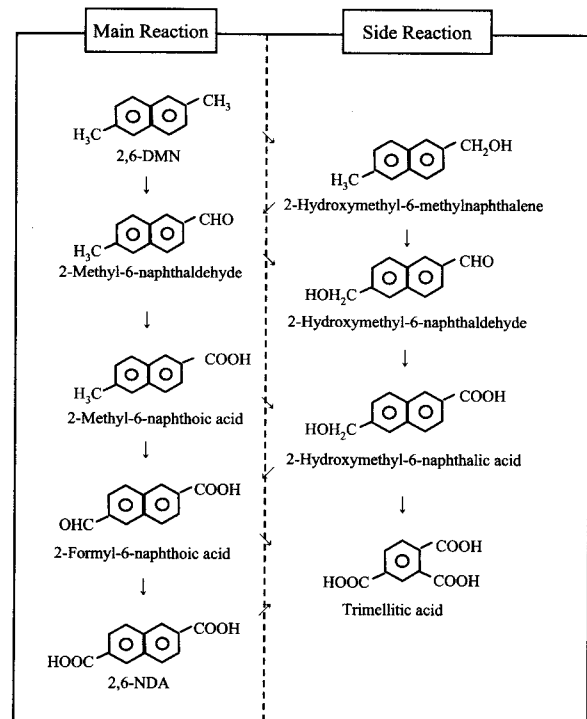 Main Reaction
Side Reaction
CH₃
H₃C
2,6-DMN
CHO
H₃C
2-Methyl-6-naphthaldehyde
COOH
H₃C
2-Methyl-6-naphthoic acid
COOH
OHC
2-Formyl-6-naphthoic acid
COOH
HOOC
2,6-NDA
CH₂OH
H₃C
2-Hydroxymethyl-6-methylnaphthalene
CHO
HOH₂C
2-Hydroxymethyl-6-naphthaldehyde
COOH
HOH₂C
2-Hydroxymethyl-6-naphthalic acid
COOH
HOOC COOH
Trimellitic acid